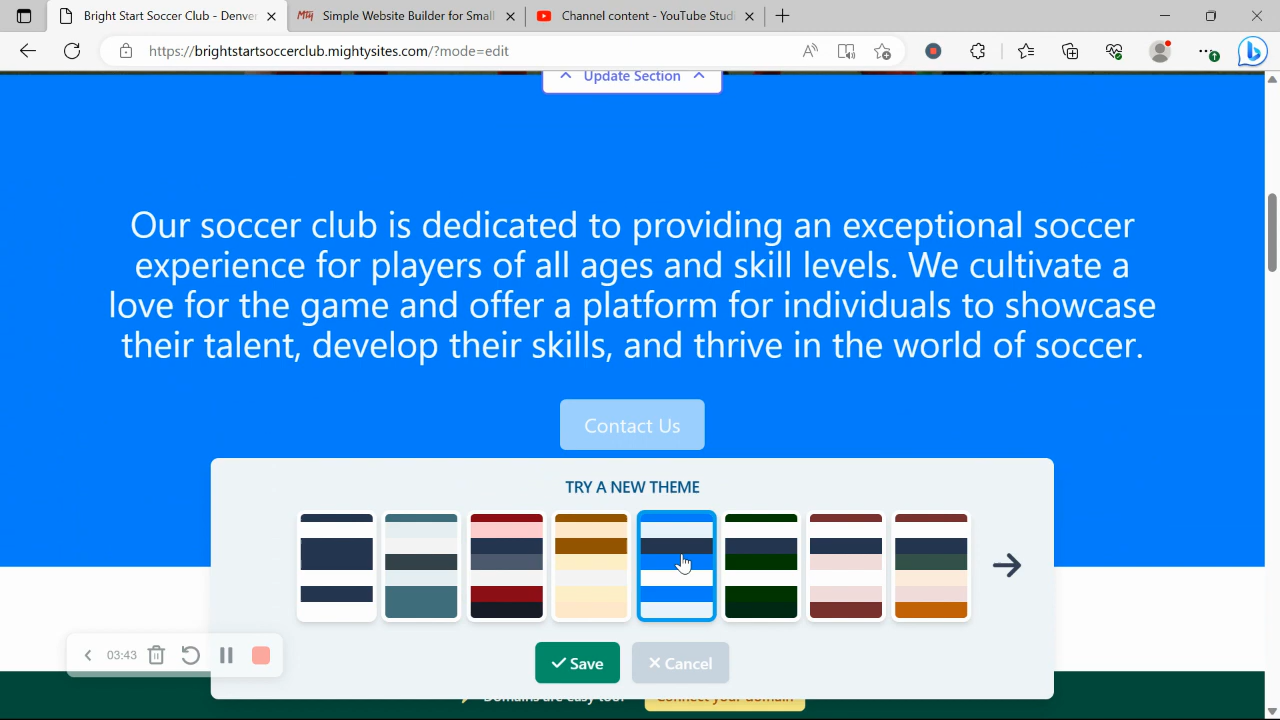 Bright Start Soccer Club - Denver
Simple Website Builder for Small
Channel content - YouTube Studi
https://brightstartsoccerclub.mightysites.com/?mode=edit
Update Section
Our soccer club is dedicated to providing an exceptional soccer
experience for players of all ages and skill levels. We cultivate a
love for the game and offer a platform for individuals to showcase
their talent, develop their skills, and thrive in the world of soccer.
Contact Us
TRY A NEW THEME
03:43
Save
Cancel
Domains are easy too!
Connect your domain